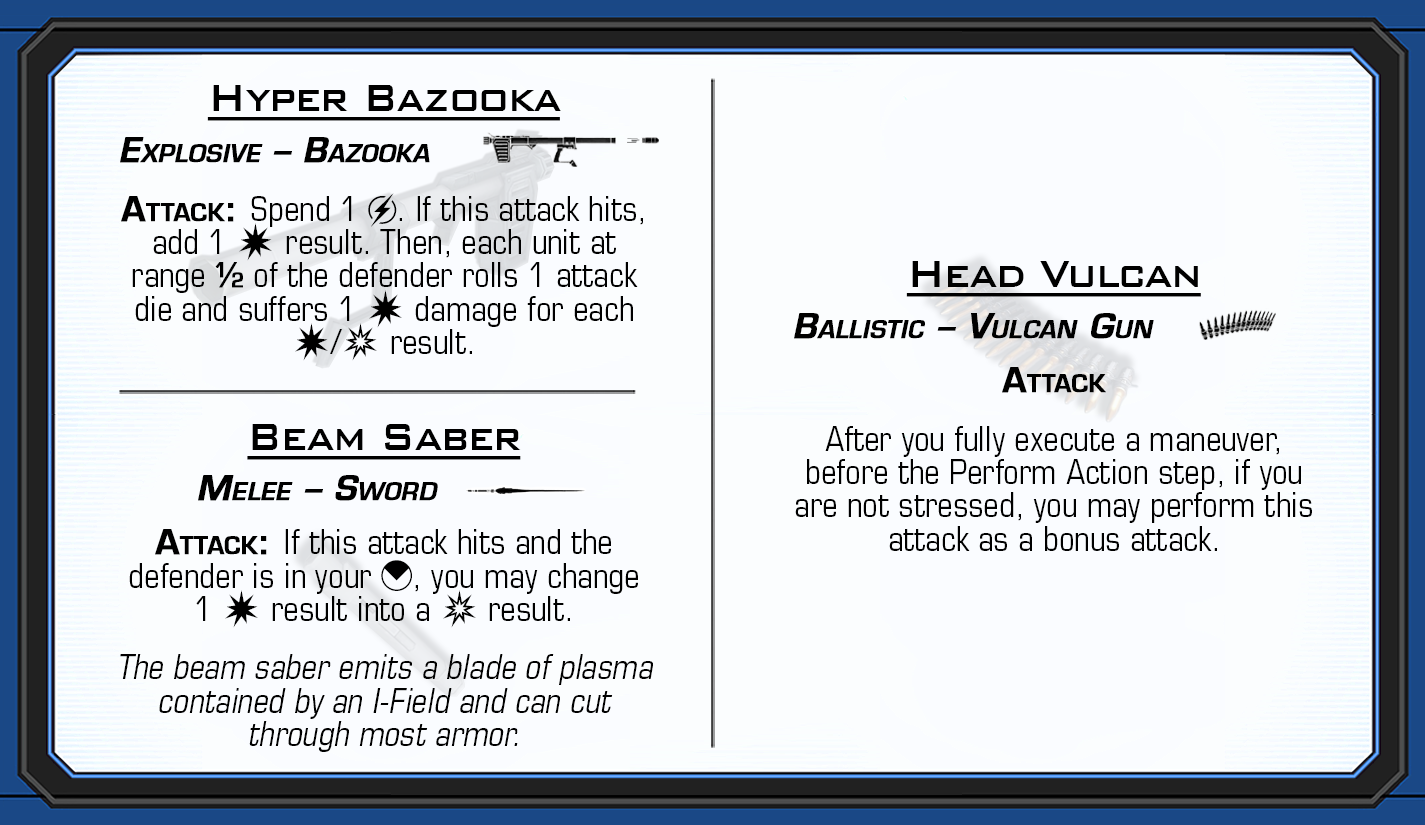 Hyper Bazooka
Explosive – Bazooka
Attack: Spend 1 . If this attack hits,
add 1 result. Then, each unit at
range ½ of the defender rolls 1 attack
die and suffers 1 damage for each
/ result.
Beam Saber
Melee – Sword
Attack: If this attack hits and the
defender is in your , you may change
1 result into a result.
The beam saber emits a blade of plasma
contained by an I-Field and can cut
through most armor.
Head Vulcan
Ballistic – Vulcan Gun
Attack
After you fully execute a maneuver,
before the Perform Action step, if you
are not stressed, you may perform this
attack as a bonus attack.